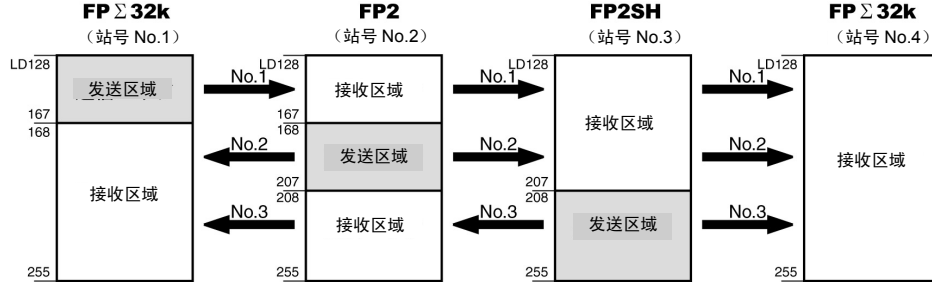 FPΣ32k FP2 FP2SH FPΣ32k
（站号 No.1） （站号 No.2） （站号 No.3） （站号 No.4）
LD128 LD128 LD128 LD128
发送区域 No.1 接收区域 No.1 No.1
167 167
168 168 接收区域
No.2 发送区域 No.2 No.2
接收区域 接收区域
207 207
208 208
No.3 接收区域 No.3 发送区域 No.3
255 255 255 255